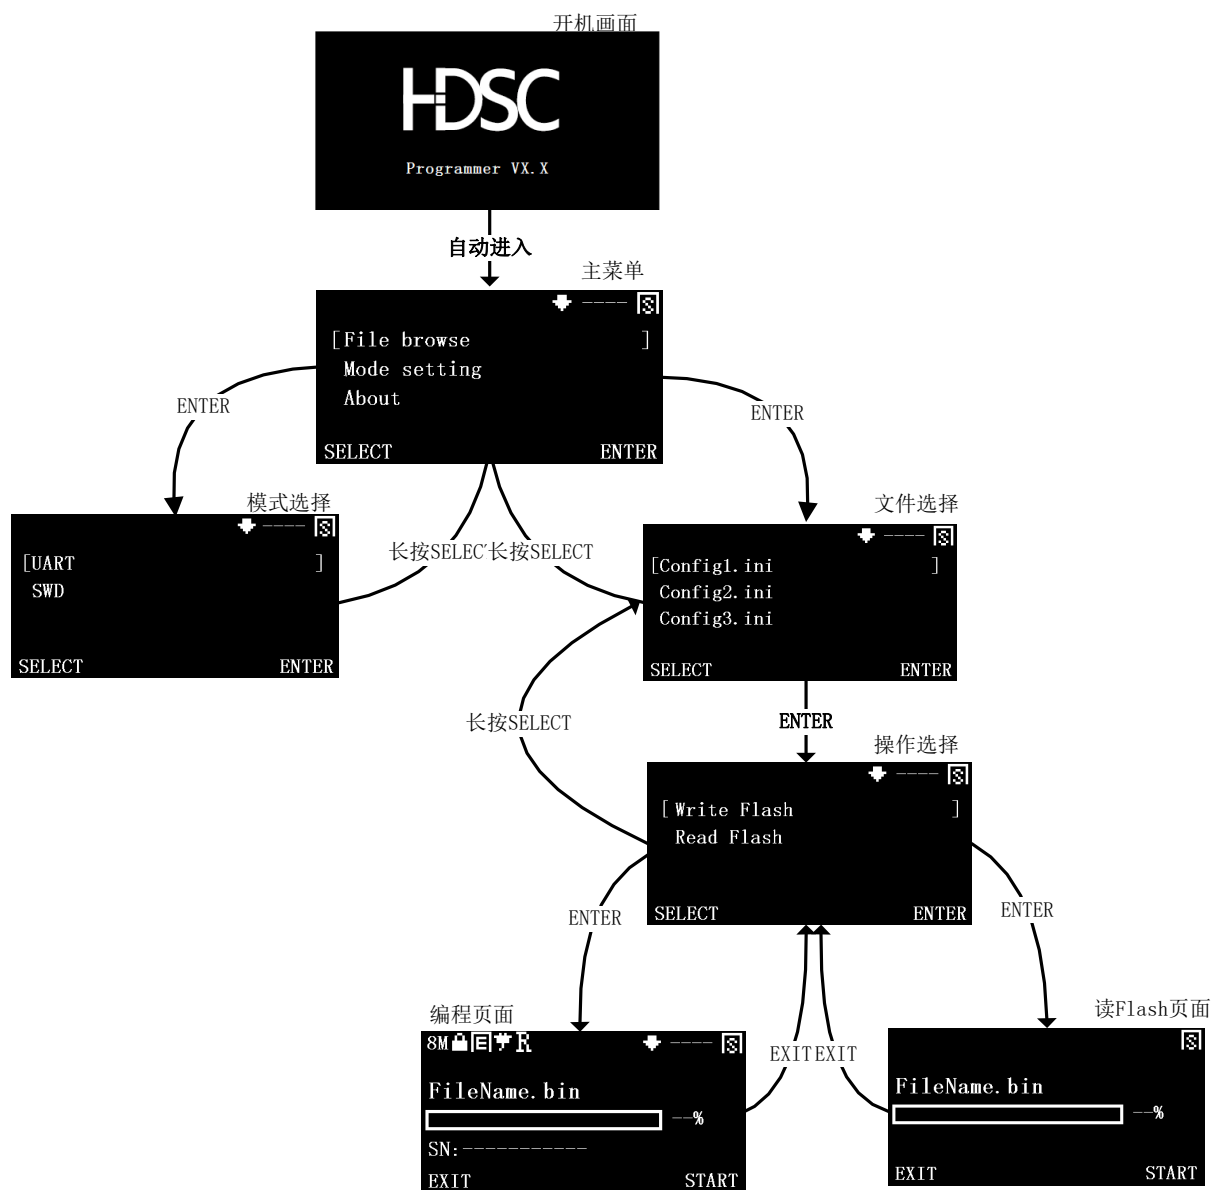 开机画面
HDSC
Programmer VX.X
自动进入
主菜单
---- S
[File browse ]
Mode setting
About
SELECT ENTER
ENTER
ENTER
模式选择
---- S
[UART ]
SWD
SELECT ENTER
长按SELEC
长按SELECT
文件选择
---- S
[Config1.ini ]
Config2.ini
Config3.ini
SELECT ENTER
长按SELECT
ENTER
操作选择
---- S
[Write Flash ]
Read Flash
SELECT ENTER
ENTER
ENTER
编程页面
8M E R ---- S
FileName.bin
--%
SN:-----------
EXIT START
EXIT
EXIT
读Flash页面
S
FileName.bin
--%
EXIT START